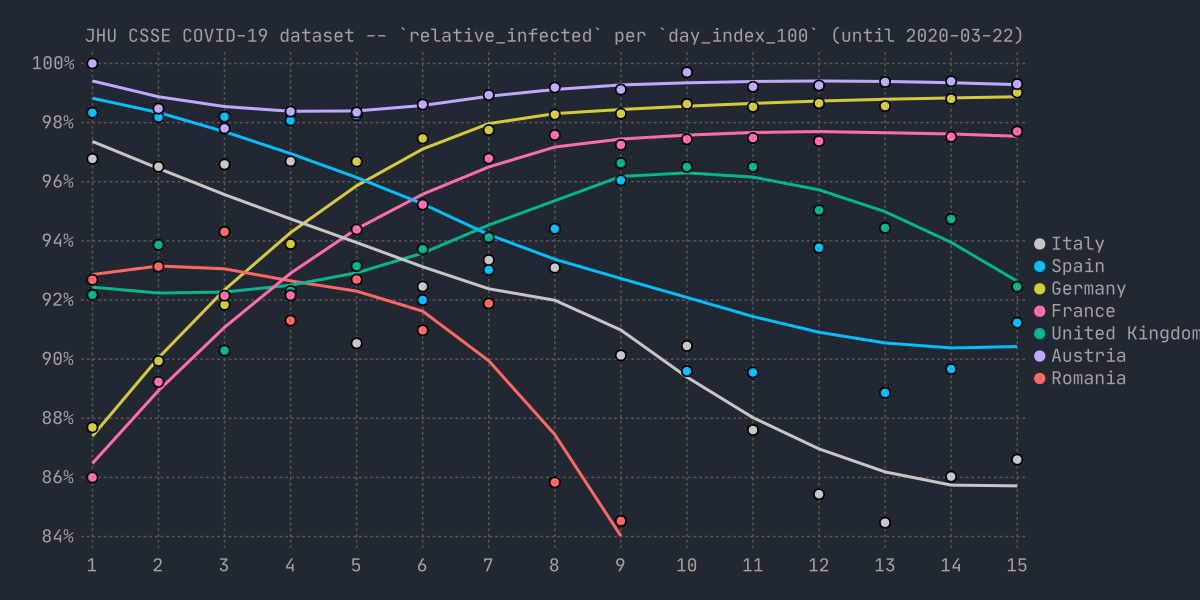 JHU CSSE COVID-19 dataset -- `relative_infected` per `day_index_100` (until 2020-03-22)
100%
98%
96%
94%
92%
90%
88%
86%
84%
1 2 3 4 5 6 7 8 9 10 11 12 13 14 15
Italy
Spain
Germany
France
United Kingdom
Austria
Romania